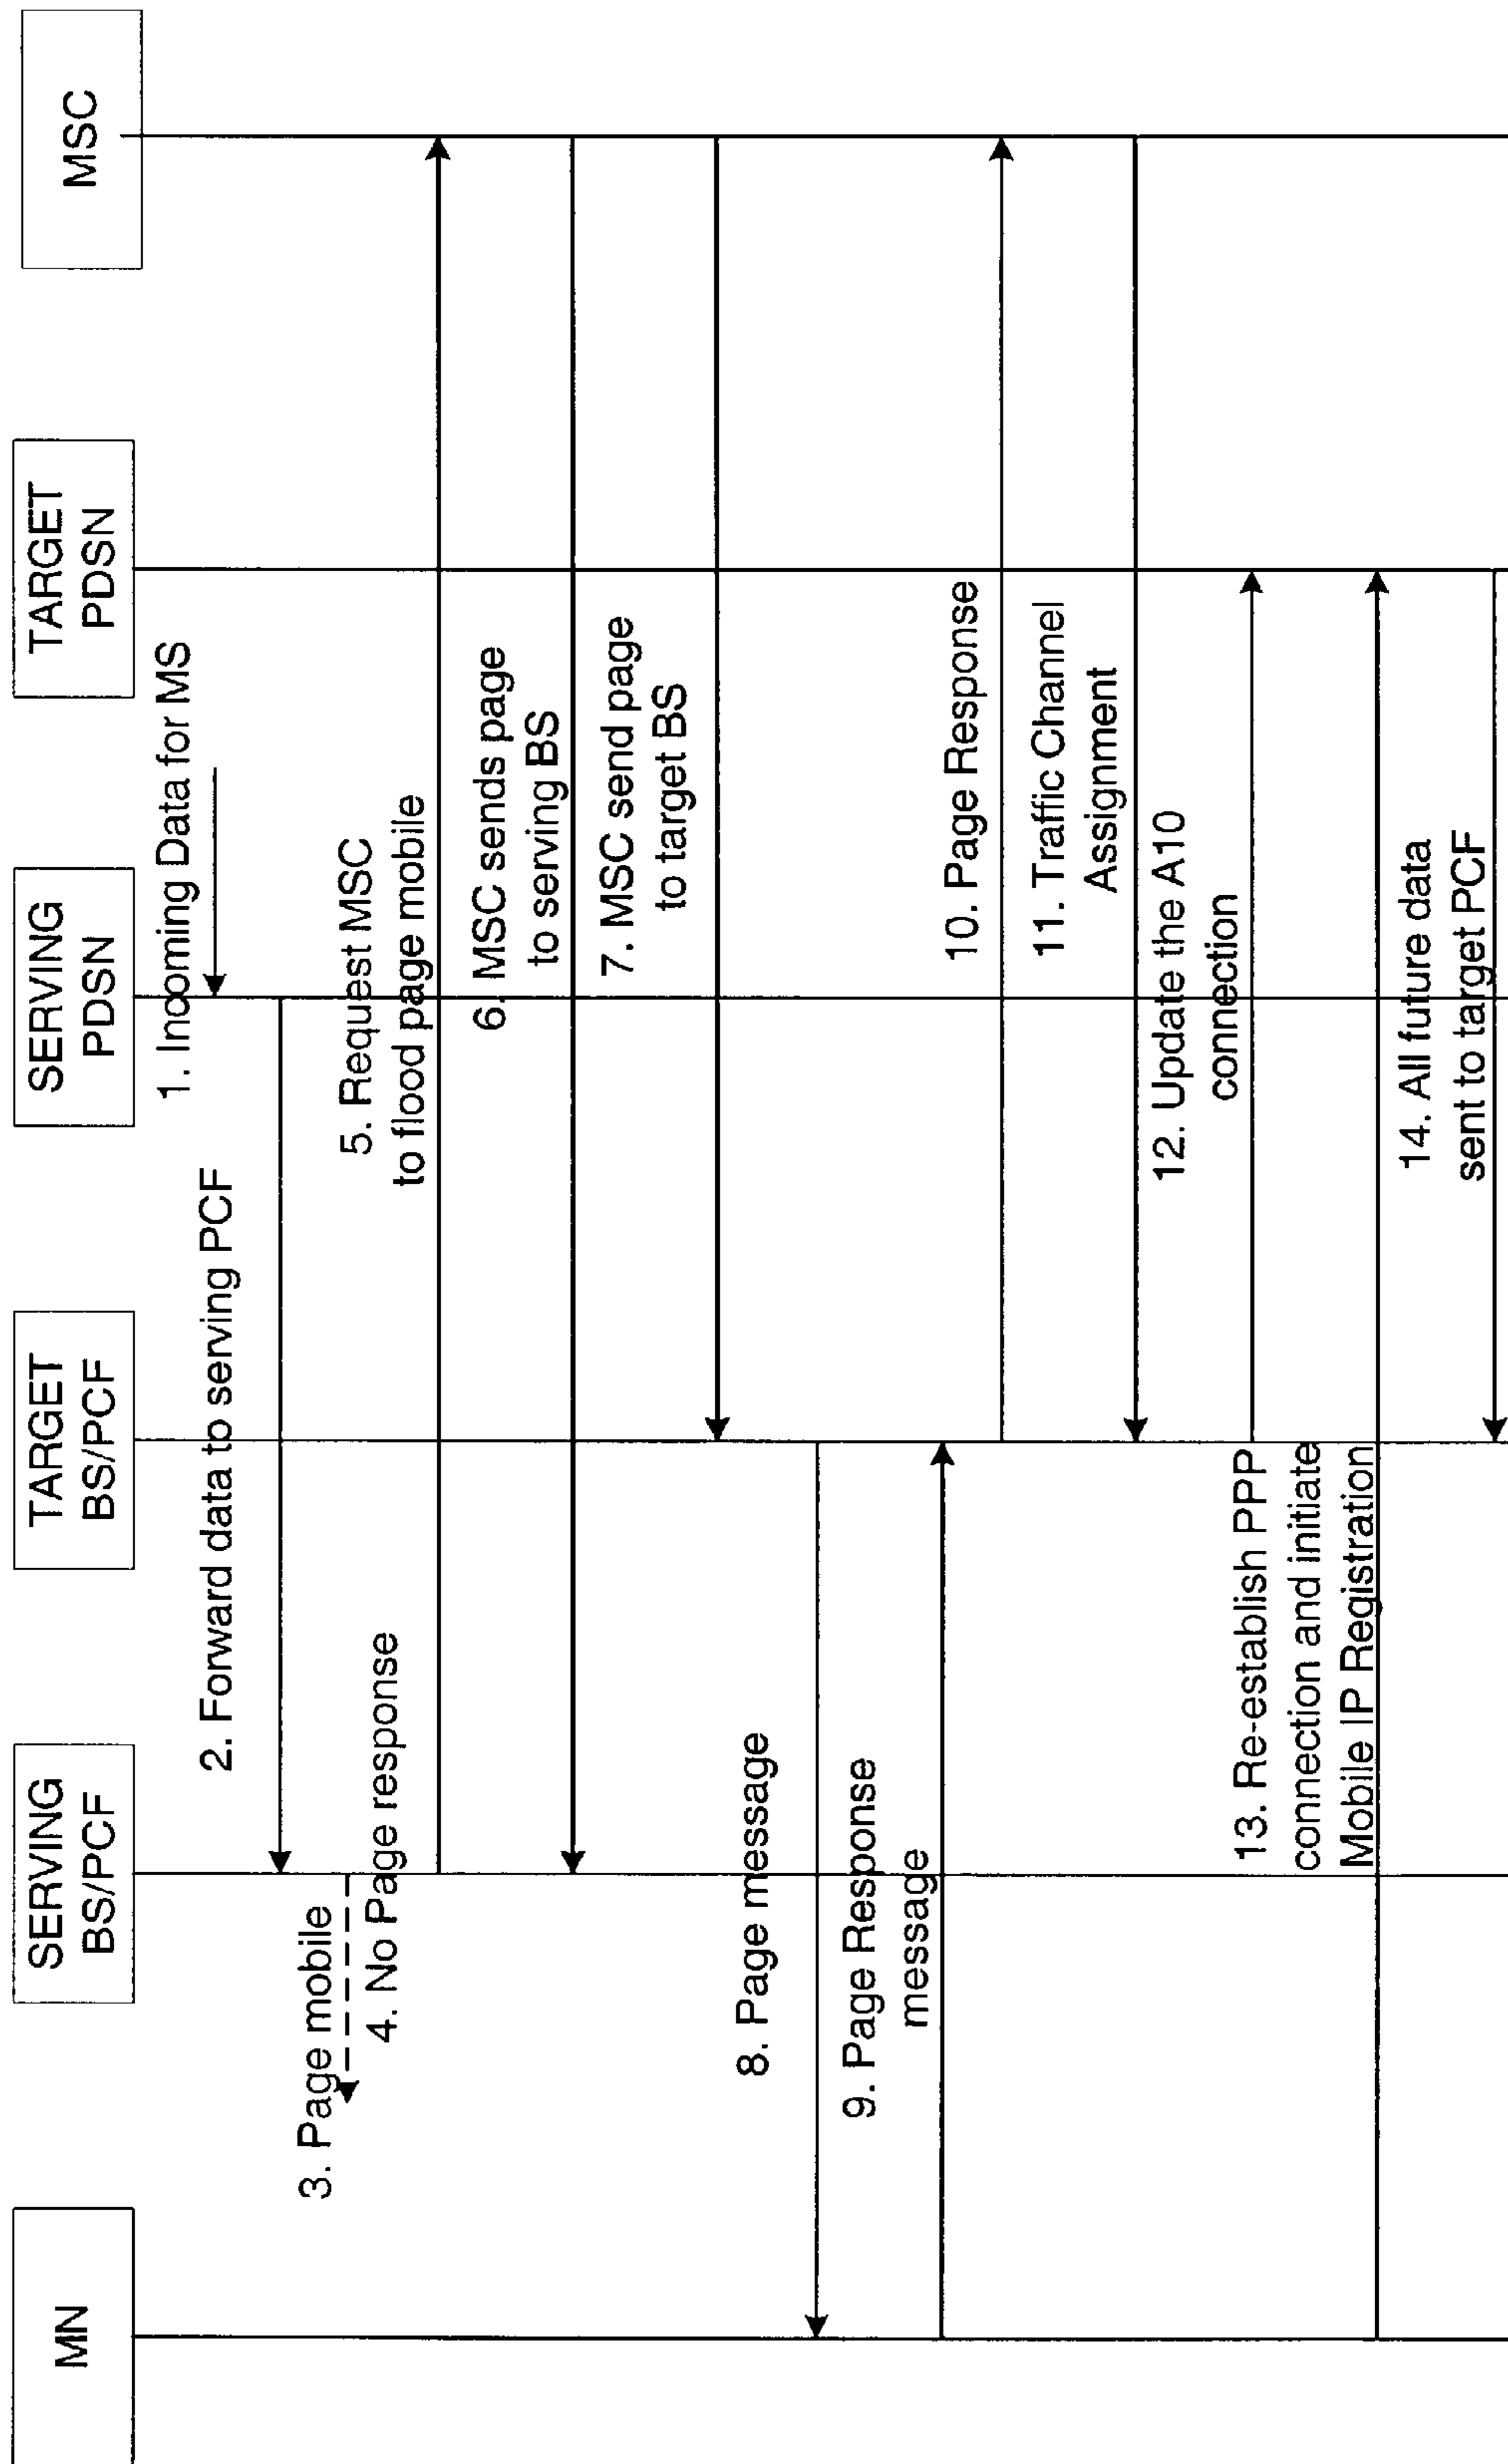 MN
SERVING
BS/PCF
TARGET
BS/PCF
SERVING
PDSN
TARGET
PDSN
MSC
1. Incoming Data for MS
2. Forward data to serving PCF
3. Page mobile
4. No Page response
5. Request MSC
to flood page mobile
6. MSC sends page
to serving BS
7. MSC send page
to target BS
8. Page message
9. Page Response
message
10. Page Response
11. Traffic Channel
Assignment
12. Update the A10
connection
13. Re-establish PPP
connection and initiate
Mobile IP Registration
14. All future data
sent to target PCF